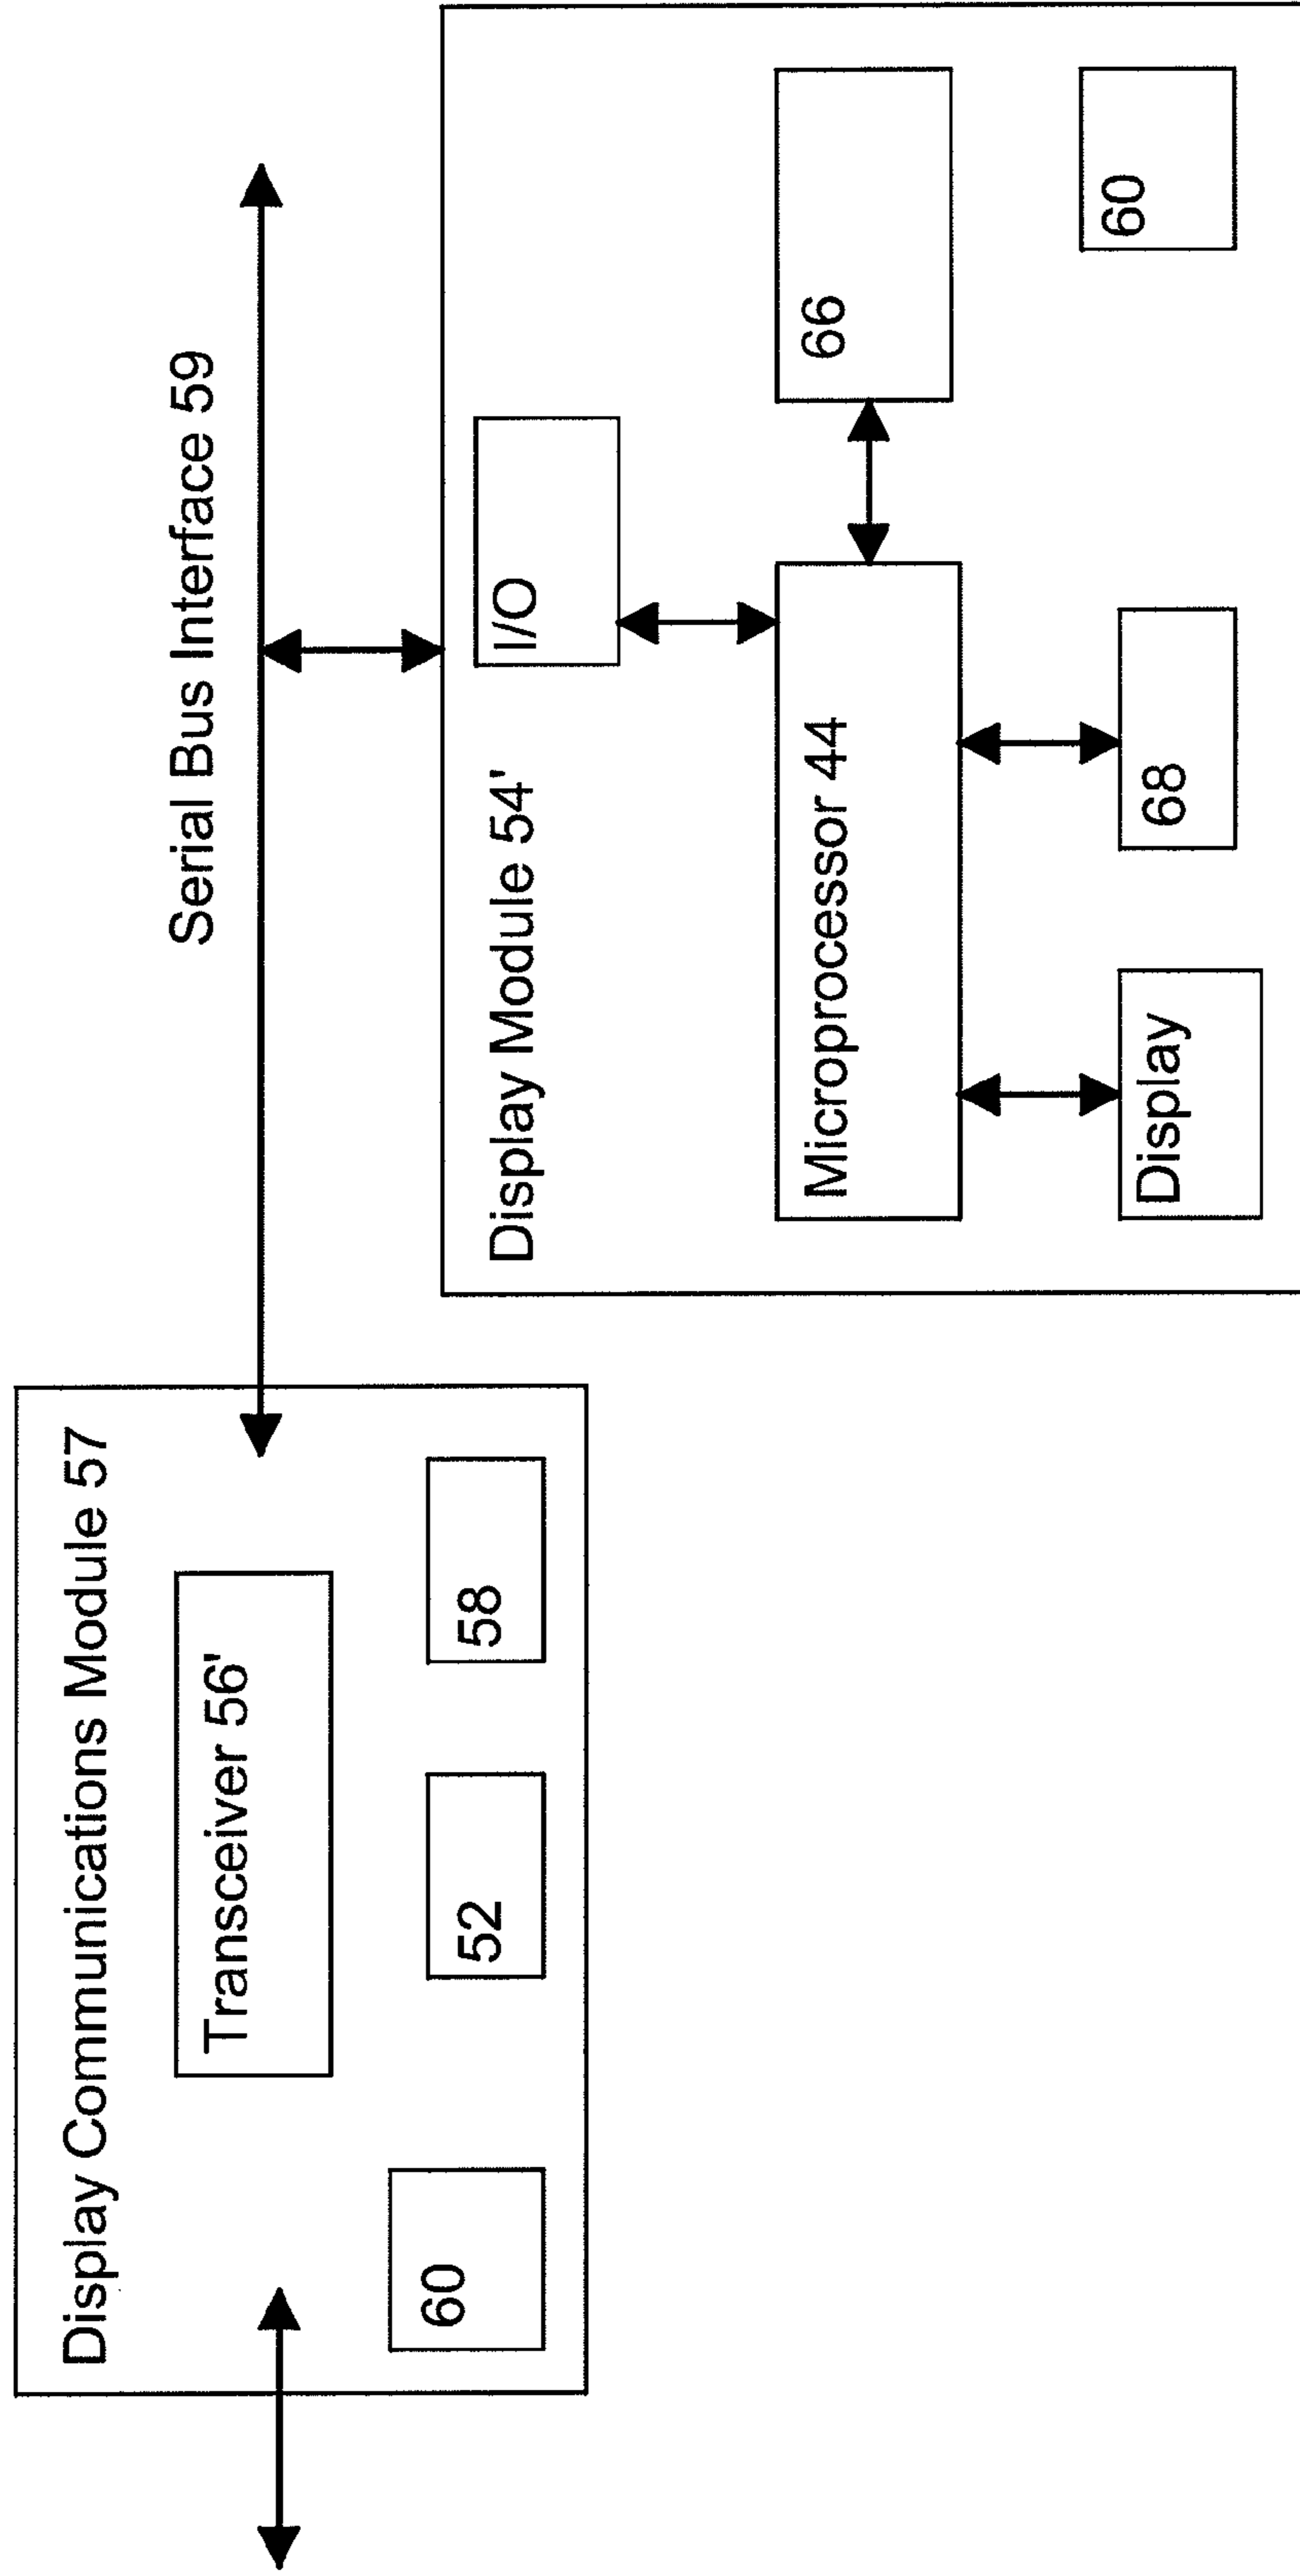 Display Communications Module 57
Transceiver 56'
60
52
58
Serial Bus Interface 59
Display Module 54'
I/O
Microprocessor 44
66
Display
68
60